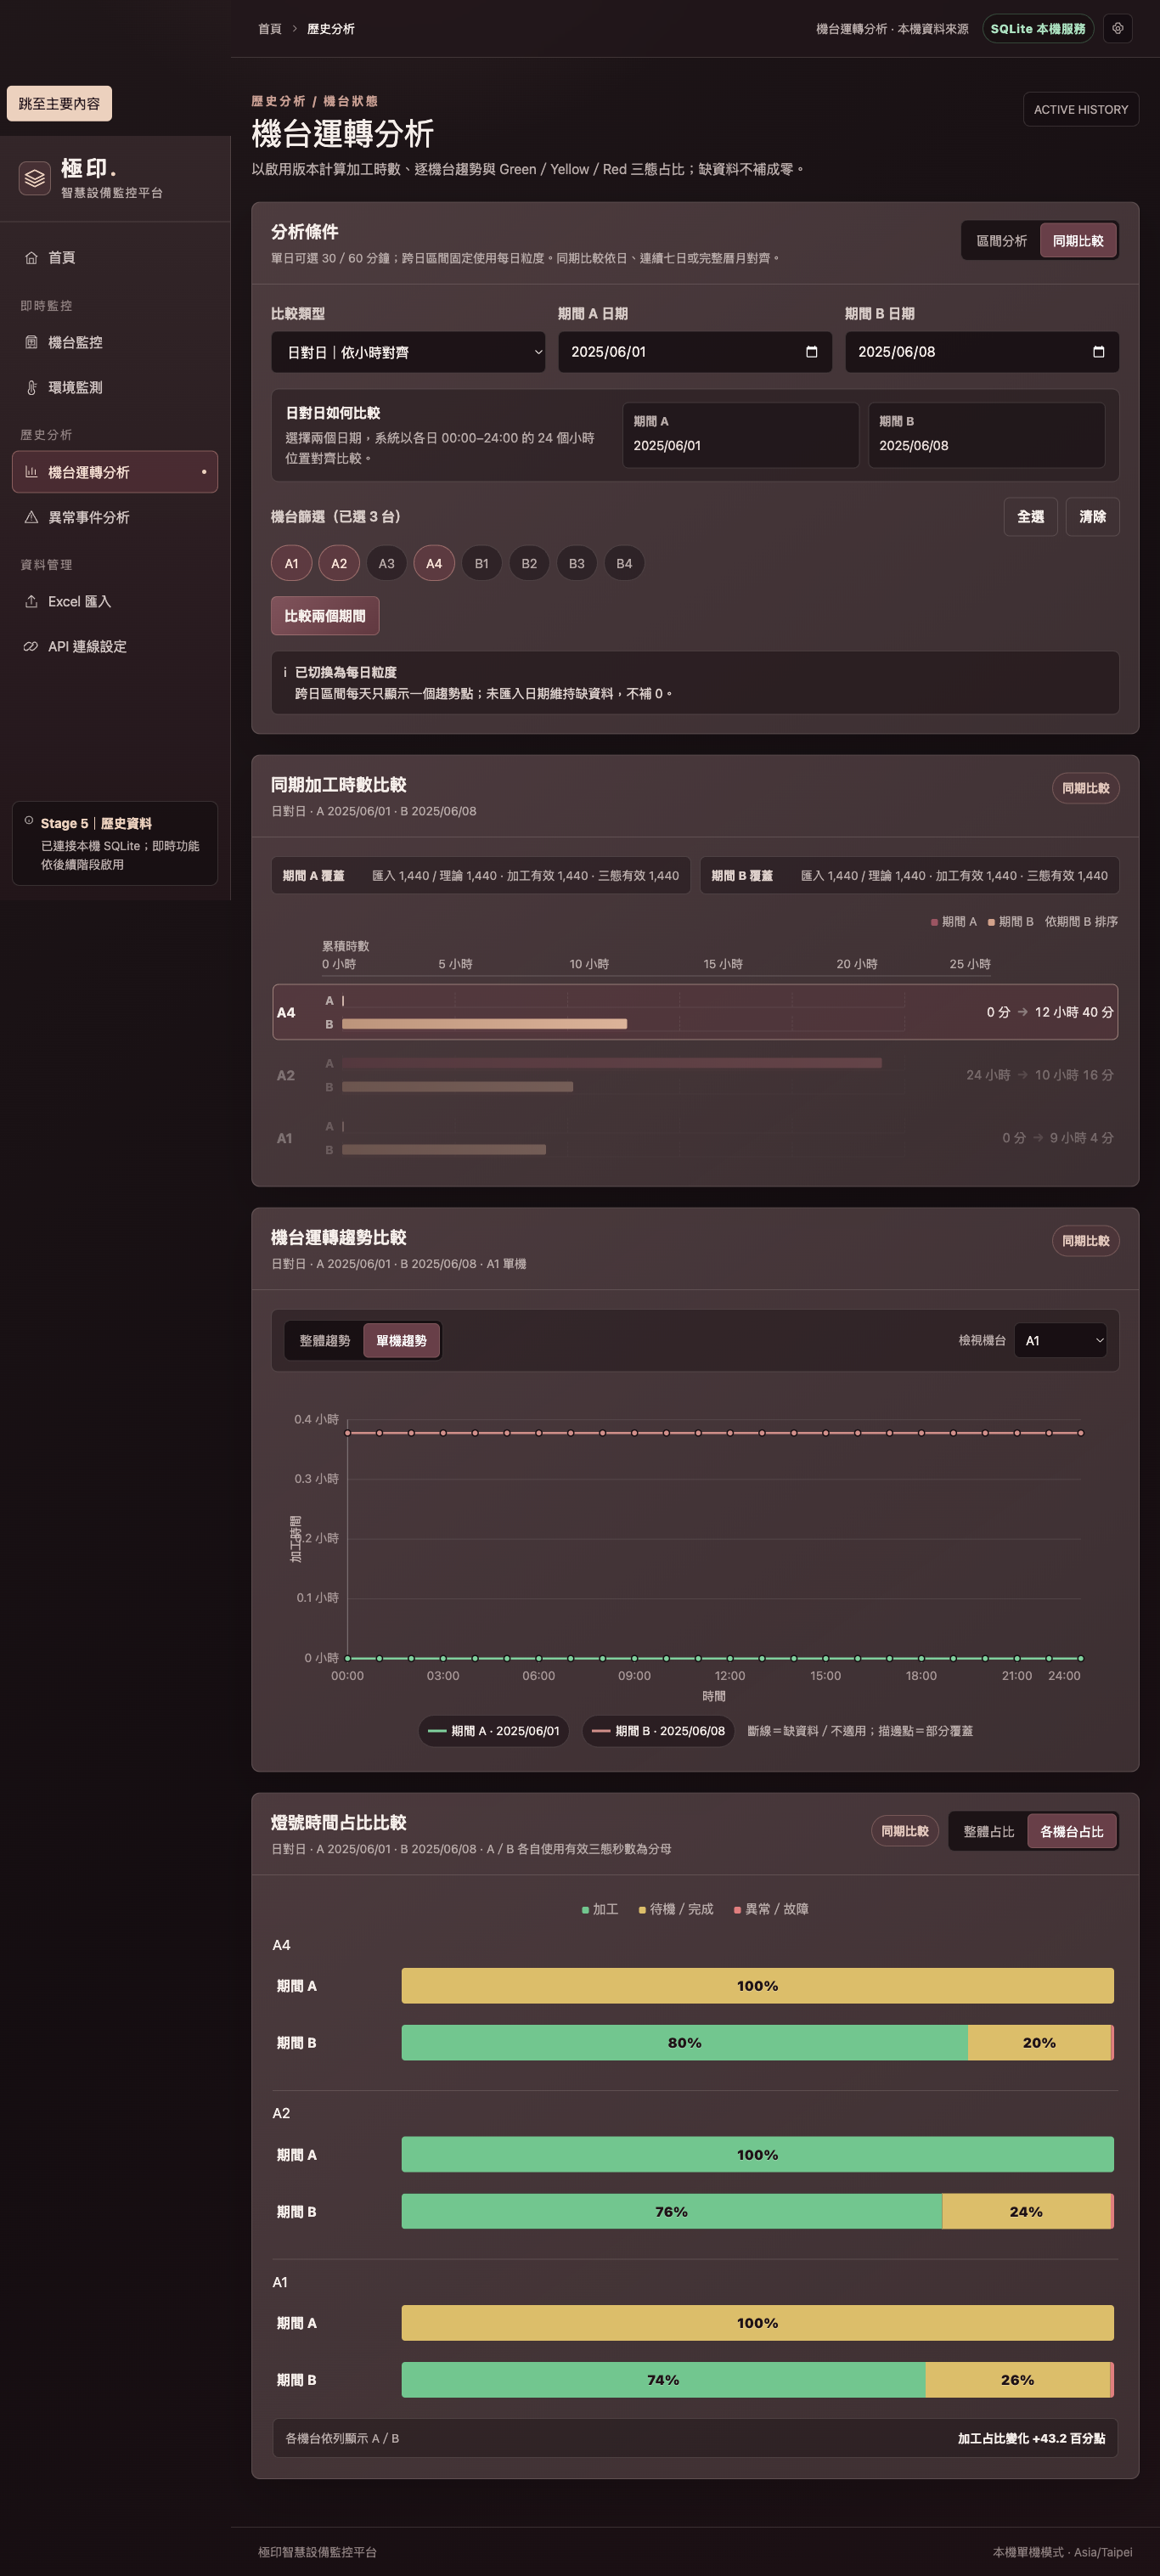 首頁 › 歷史分析
機台運轉分析 · 本機資料來源
SQLite 本機服務
跳至主要內容
極印.
智慧設備監控平台
首頁
即時監控
機台監控
環境監測
歷史分析
機台運轉分析
異常事件分析
資料管理
Excel 匯入
API 連線設定
Stage 5｜歷史資料
已連接本機 SQLite；即時功能
依後續階段啟用
歷史分析 / 機台狀態
機台運轉分析
以啟用版本計算加工時數、逐機台趨勢與 Green / Yellow / Red 三態占比；缺資料不補成零。
ACTIVE HISTORY
分析條件
單日可選 30 / 60 分鐘；跨日區間固定使用每日粒度。同期比較依日、連續七日或完整曆月對齊。
區間分析
同期比較
比較類型
期間 A 日期
期間 B 日期
日對日｜依小時對齊
2025/06/01
2025/06/08
日對日如何比較
選擇兩個日期，系統以各日 00:00–24:00 的 24 個小時
位置對齊比較。
期間 A
2025/06/01
期間 B
2025/06/08
機台篩選（已選 3 台）
全選
清除
A1
A2
A3
A4
B1
B2
B3
B4
比較兩個期間
i 已切換為每日粒度
跨日區間每天只顯示一個趨勢點；未匯入日期維持缺資料，不補 0。
同期加工時數比較
日對日 · A 2025/06/01 · B 2025/06/08
同期比較
期間 A 覆蓋 匯入 1,440 / 理論 1,440 · 加工有效 1,440 · 三態有效 1,440
期間 B 覆蓋 匯入 1,440 / 理論 1,440 · 加工有效 1,440 · 三態有效 1,440
期間 A 期間 B 依期間 B 排序
累積時數
0 小時 5 小時 10 小時 15 小時 20 小時 25 小時
A4 A B 0 分 → 12 小時 40 分
A2 A B 24 小時 → 10 小時 16 分
A1 A B 0 分 → 9 小時 4 分
機台運轉趨勢比較
日對日 · A 2025/06/01 · B 2025/06/08 · A1 單機
同期比較
整體趨勢
單機趨勢
檢視機台
A1
加工時間
0.4 小時
0.3 小時
.2 小時
0.1 小時
0 小時
00:00 03:00 06:00 09:00 12:00 15:00 18:00 21:00 24:00
時間
期間 A · 2025/06/01
期間 B · 2025/06/08
斷線＝缺資料 / 不適用；描邊點＝部分覆蓋
燈號時間占比比較
日對日 · A 2025/06/01 · B 2025/06/08 · A / B 各自使用有效三態秒數為分母
同期比較
整體占比
各機台占比
加工 待機 / 完成 異常 / 故障
A4
期間 A 100%
期間 B 80% 20%
A2
期間 A 100%
期間 B 76% 24%
A1
期間 A 100%
期間 B 74% 26%
各機台依列顯示 A / B
加工占比變化 +43.2 百分點
極印智慧設備監控平台
本機單機模式 · Asia/Taipei